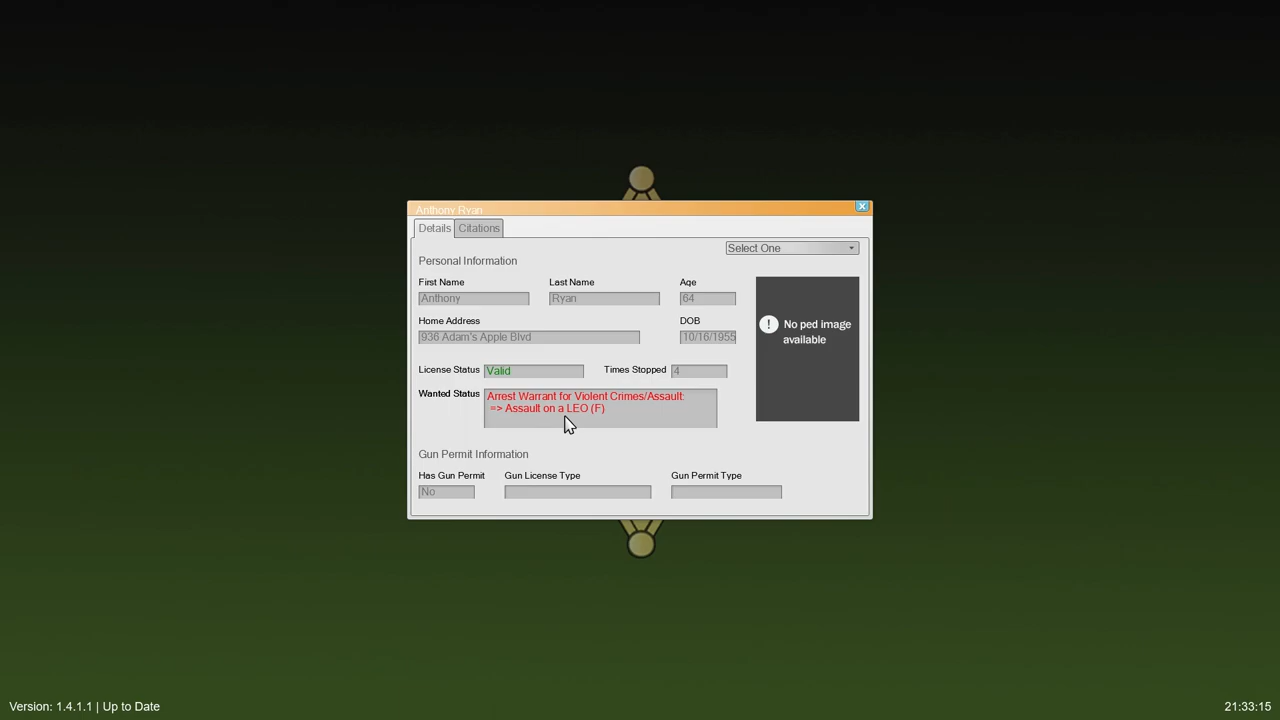 Anthony Ryan
Details Citations
Select One
Personal Information
First Name Last Name Age
Anthony Ryan 64
Home Address DOB
936 Adam's Apple Blvd 10/16/1955
! No ped image
available
License Status Valid Times Stopped 4
Wanted Status Arrest Warrant for Violent Crimes/Assault:
=> Assault on a LEO (F)
Gun Permit Information
Has Gun Permit Gun License Type Gun Permit Type
No
Version: 1.4.1.1 | Up to Date 21:33:15